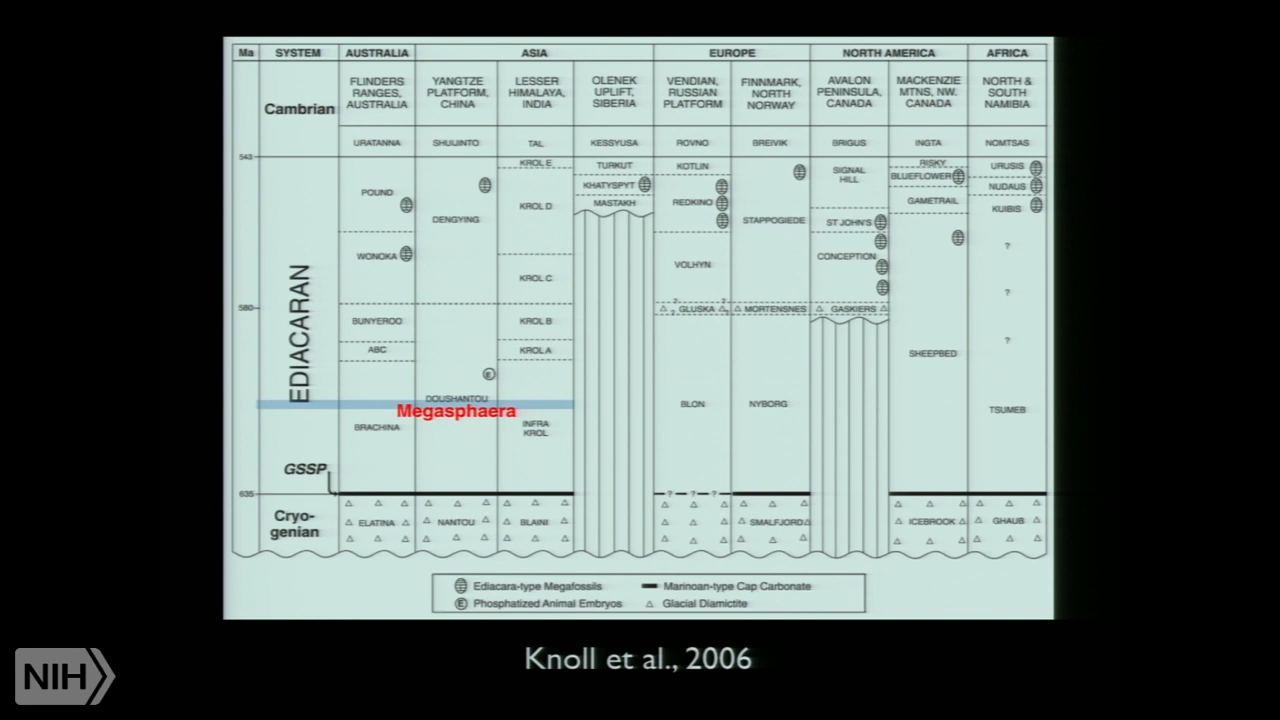 Ma SYSTEM AUSTRALIA ASIA EUROPE NORTH AMERICA AFRICA
Cambrian
FLINDERS
RANGES,
AUSTRALIA
YANGTZE
PLATFORM,
CHINA
LESSER
HIMALAYA,
INDIA
OLENEK
UPLIFT,
SIBERIA
VENDIAN,
RUSSIAN
PLATFORM
FINNMARK,
NORTH
NORWAY
AVALON
PENINSULA,
CANADA
MACKENZIE
MTNS, NW.
CANADA
NORTH &
SOUTH
NAMIBIA
URATANNA SHUIJINTO TAL KESSYUSA ROVNO BREIVIK BRIGUS INGTA NOMTSAS
543
EDIACARAN
POUND
WONOKA
BUNYEROO
ABC
BRACHINA
DENGYING
E
DOUSHANTOU
Megasphaera
KROL E
KROL D
KROL C
KROL B
KROL A
INFRA
KROL
TURKUT
KHATYSPYT
MASTAKH
KOTLIN
REDKINO
VOLHYN
? ?
? GLUSKA ?
BLON
STAPPOGIEDE
MORTENSNES
NYBORG
SIGNAL
HILL
ST JOHN'S
CONCEPTION
GASKIERS
RISKY
BLUEFLOWER
GAMETRAIL
SHEEPBED
URUSIS
NUDAUS
KUIBIS
?
?
?
TSUMEB
580
GSSP
635
? ? ?
Cryo-
genian
ELATINA NANTOU BLAINI SMALFJORD ICEBROOK GHAUB
Ediacara-type Megafossils Marinoan-type Cap Carbonate
E Phosphatized Animal Embryos Glacial Diamictite
Knoll et al., 2006
NIH